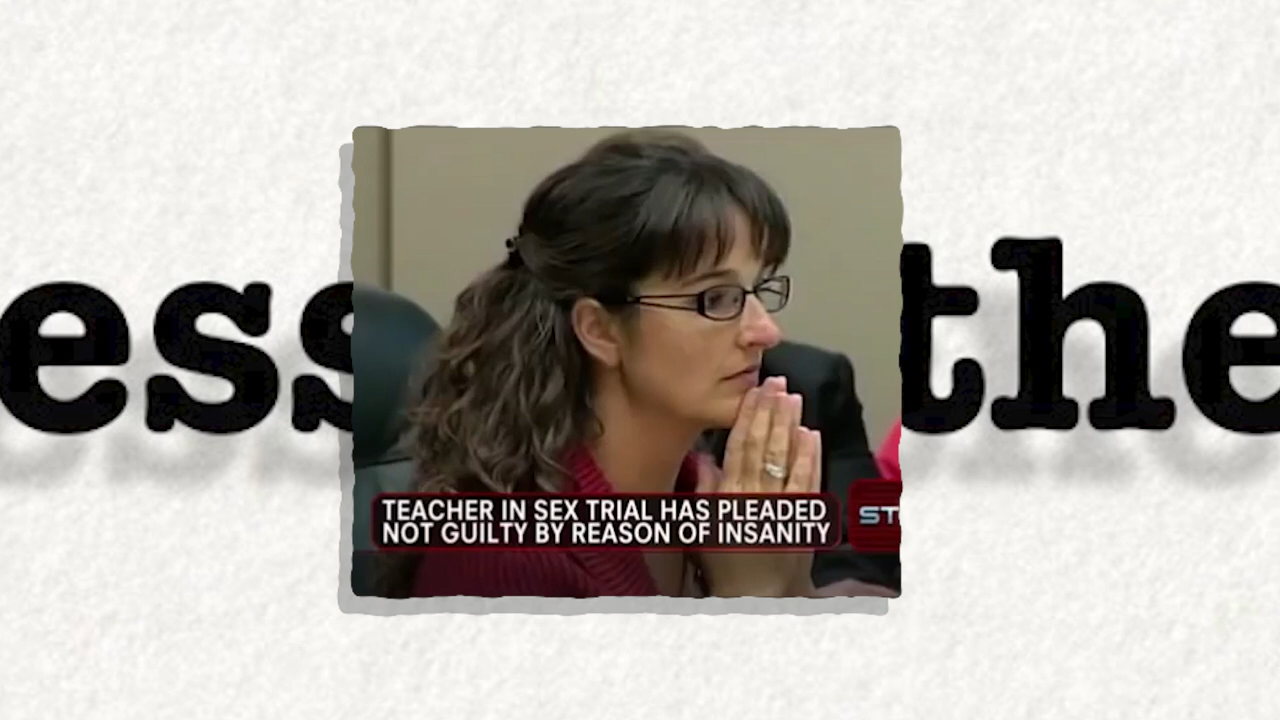 ess the
TEACHER IN SEX TRIAL HAS PLEADED
NOT GUILTY BY REASON OF INSANITY
ST